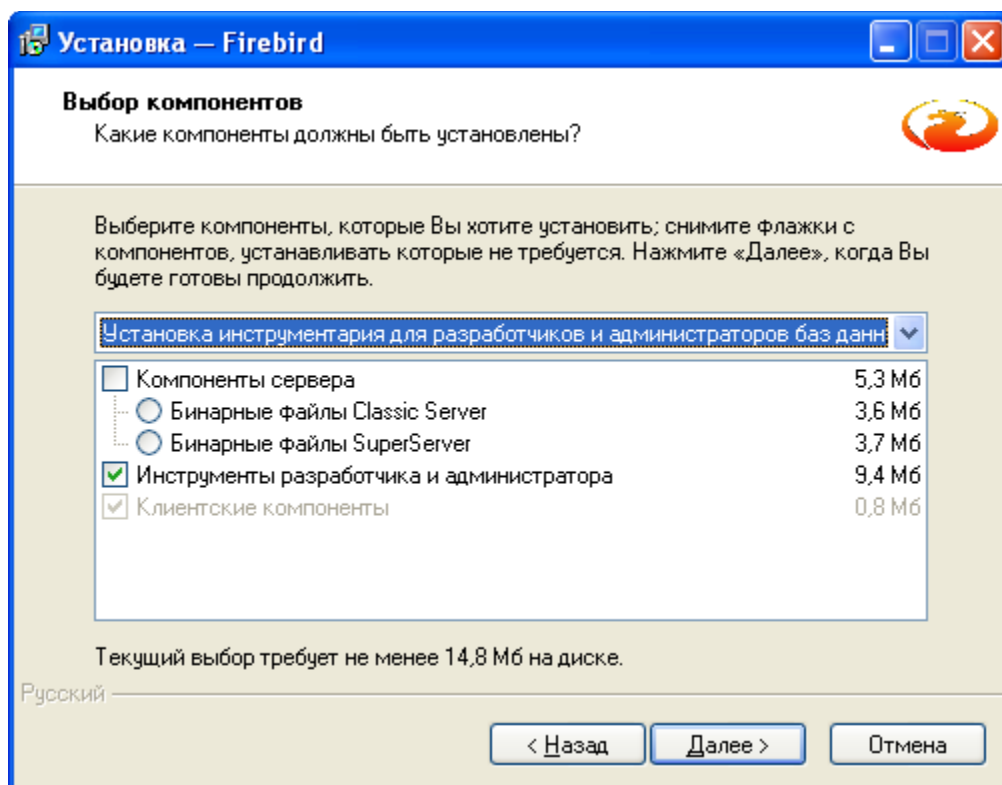 Установка — Firebird
Выбор компонентов
Какие компоненты должны быть установлены?
Выберите компоненты, которые Вы хотите установить; снимите флажки с
компонентов, устанавливать которые не требуется. Нажмите «Далее», когда Вы
будете готовы продолжить.
Установка инструментария для разработчиков и администраторов баз данн
Компоненты сервера 5,3 Мб
Бинарные файлы Classic Server 3,6 Мб
Бинарные файлы SuperServer 3,7 Мб
Инструменты разработчика и администратора 9,4 Мб
Клиентские компоненты 0,8 Мб
Текущий выбор требует не менее 14,8 Мб на диске.
Русский
< Назад Далее > Отмена